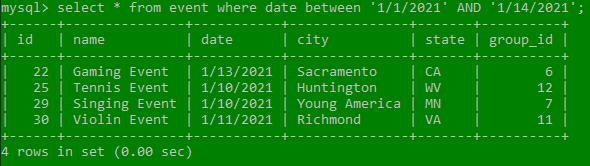 mysql> select * from event where date between '1/1/2021' AND '1/14/2021';
+------+---------------+-----------+---------------+-------+----------+
| id   | name          | date      | city          | state | group_id |
+------+---------------+-----------+---------------+-------+----------+
|   22 | Gaming Event  | 1/13/2021 | Sacramento    | CA    |        6 |
|   25 | Tennis Event  | 1/10/2021 | Huntington    | WV    |       12 |
|   29 | Singing Event | 1/10/2021 | Young America | MN    |        7 |
|   30 | Violin Event  | 1/11/2021 | Richmond      | VA    |       11 |
+------+---------------+-----------+---------------+-------+----------+
4 rows in set (0.00 sec)